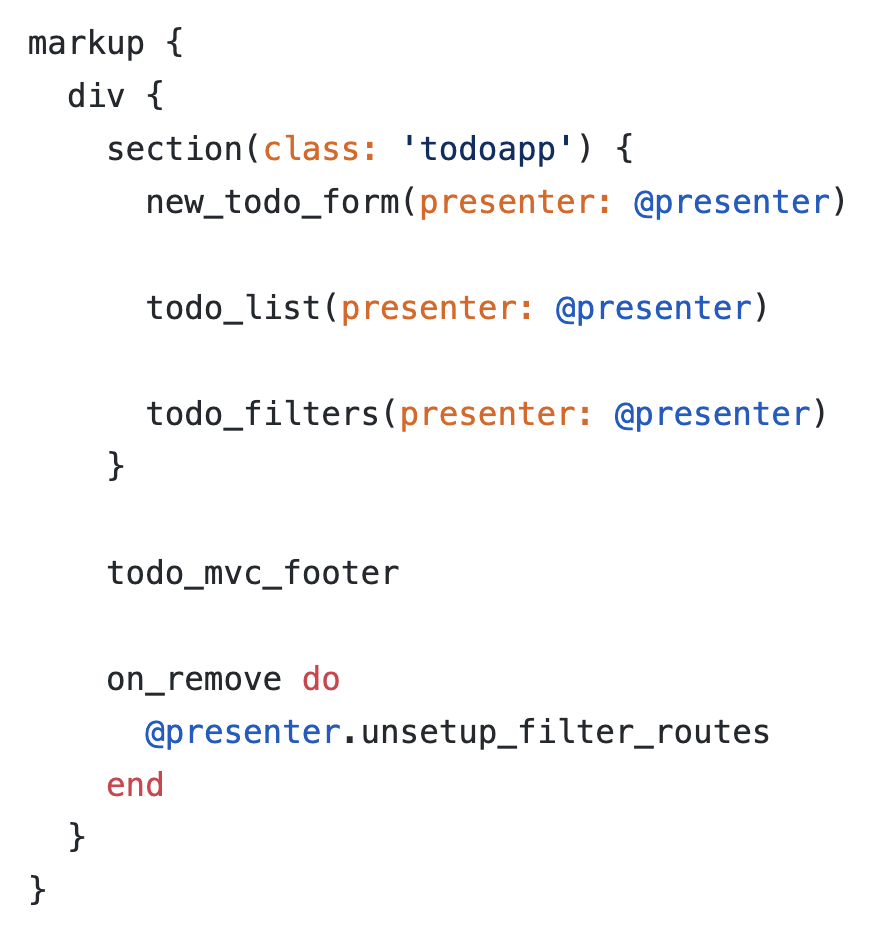 markup {
  div {
    section(class: 'todoapp') {
      new_todo_form(presenter: @presenter)

      todo_list(presenter: @presenter)

      todo_filters(presenter: @presenter)
    }

    todo_mvc_footer

    on_remove do
      @presenter.unsetup_filter_routes
    end
  }
}